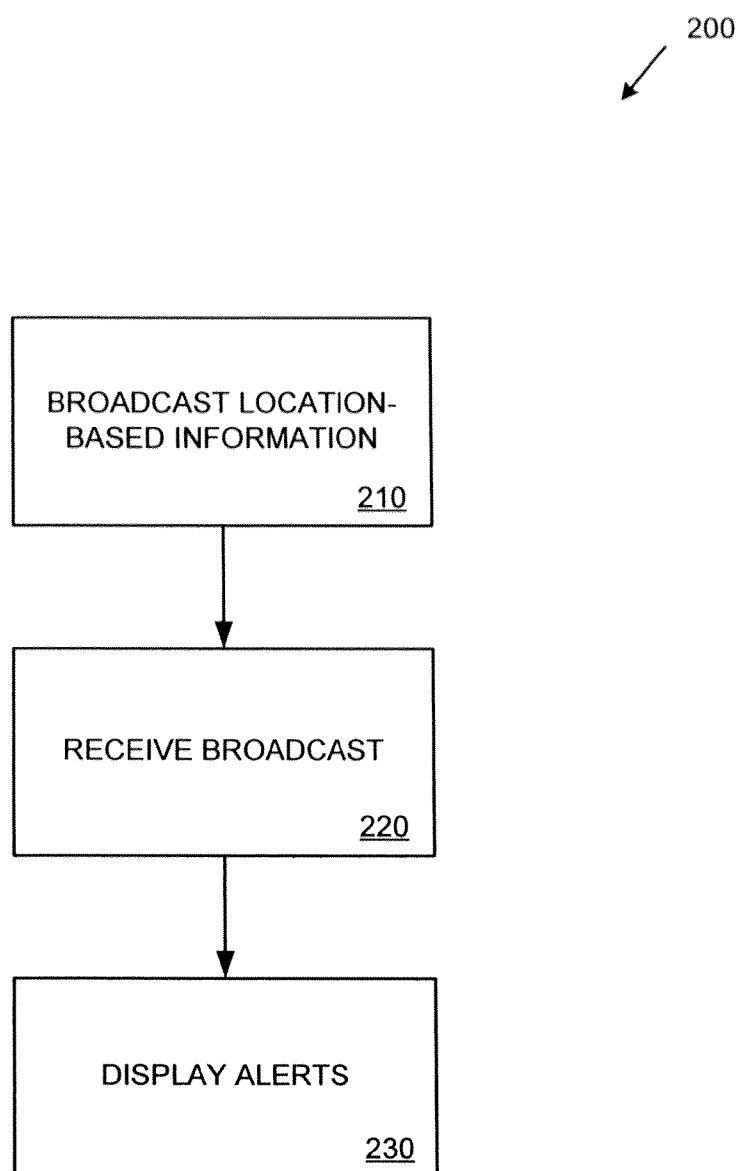 200
BROADCAST LOCATION-
BASED INFORMATION
210
RECEIVE BROADCAST
220
DISPLAY ALERTS
230